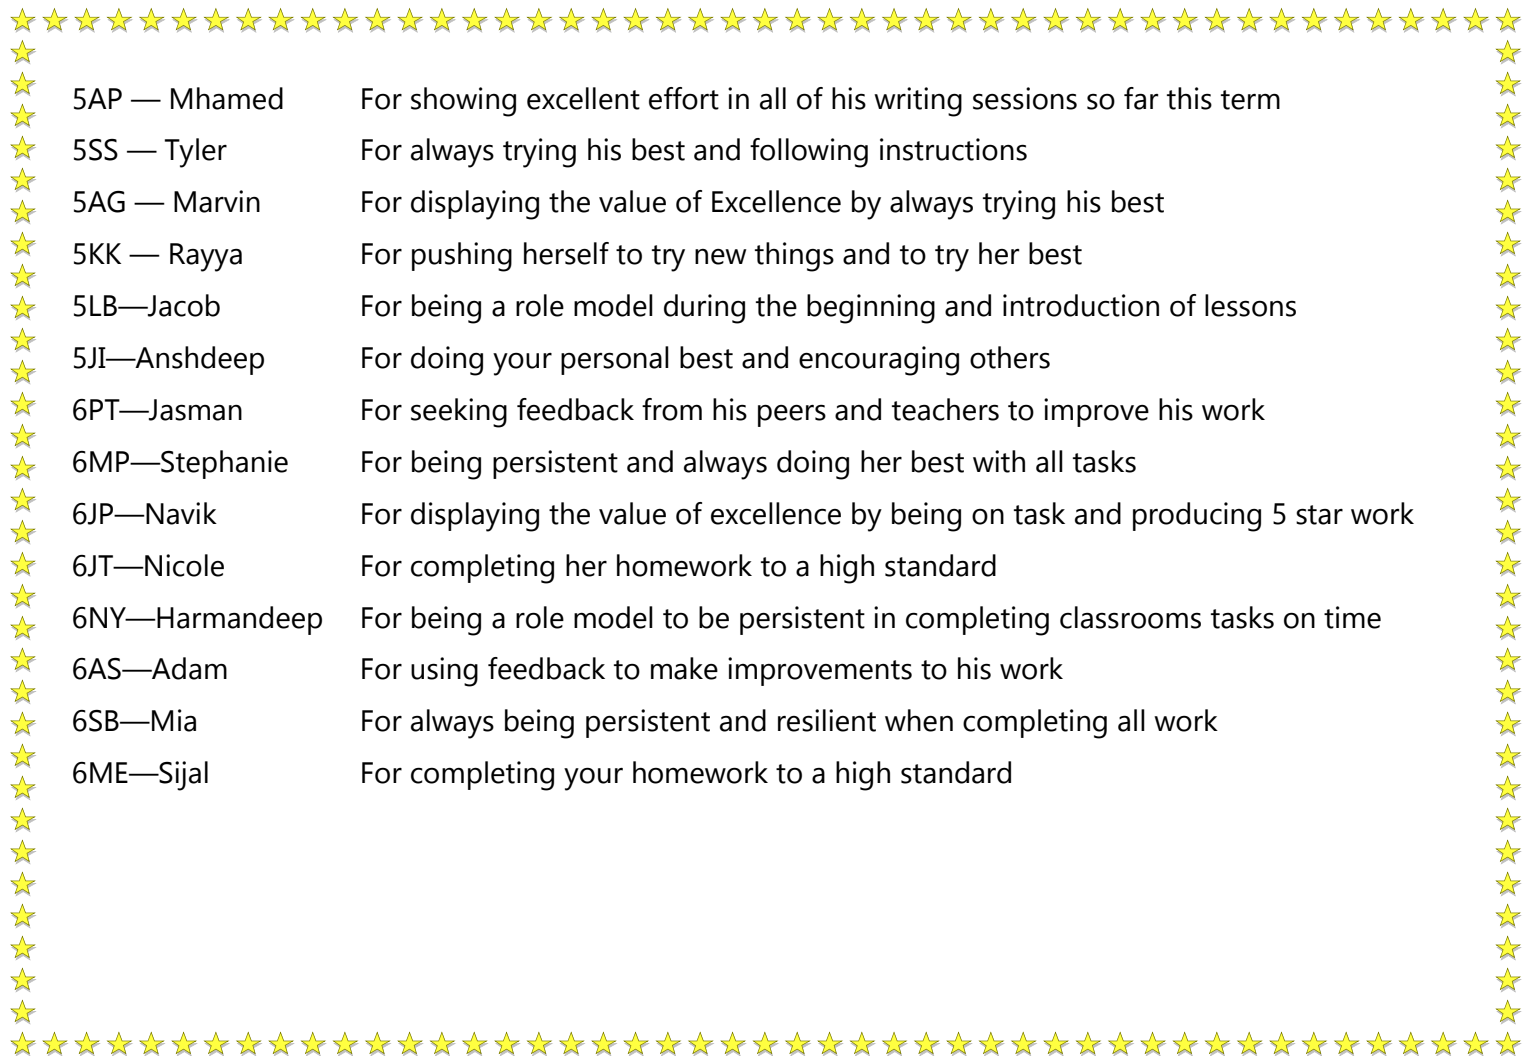 5AP — Mhamed For showing excellent effort in all of his writing sessions so far this term
5SS — Tyler For always trying his best and following instructions
5AG — Marvin For displaying the value of Excellence by always trying his best
5KK — Rayya For pushing herself to try new things and to try her best
5LB—Jacob For being a role model during the beginning and introduction of lessons
5JI—Anshdeep For doing your personal best and encouraging others
6PT—Jasman For seeking feedback from his peers and teachers to improve his work
6MP—Stephanie For being persistent and always doing her best with all tasks
6JP—Navik For displaying the value of excellence by being on task and producing 5 star work
6JT—Nicole For completing her homework to a high standard
6NY—Harmandeep For being a role model to be persistent in completing classrooms tasks on time
6AS—Adam For using feedback to make improvements to his work
6SB—Mia For always being persistent and resilient when completing all work
6ME—Sijal For completing your homework to a high standard